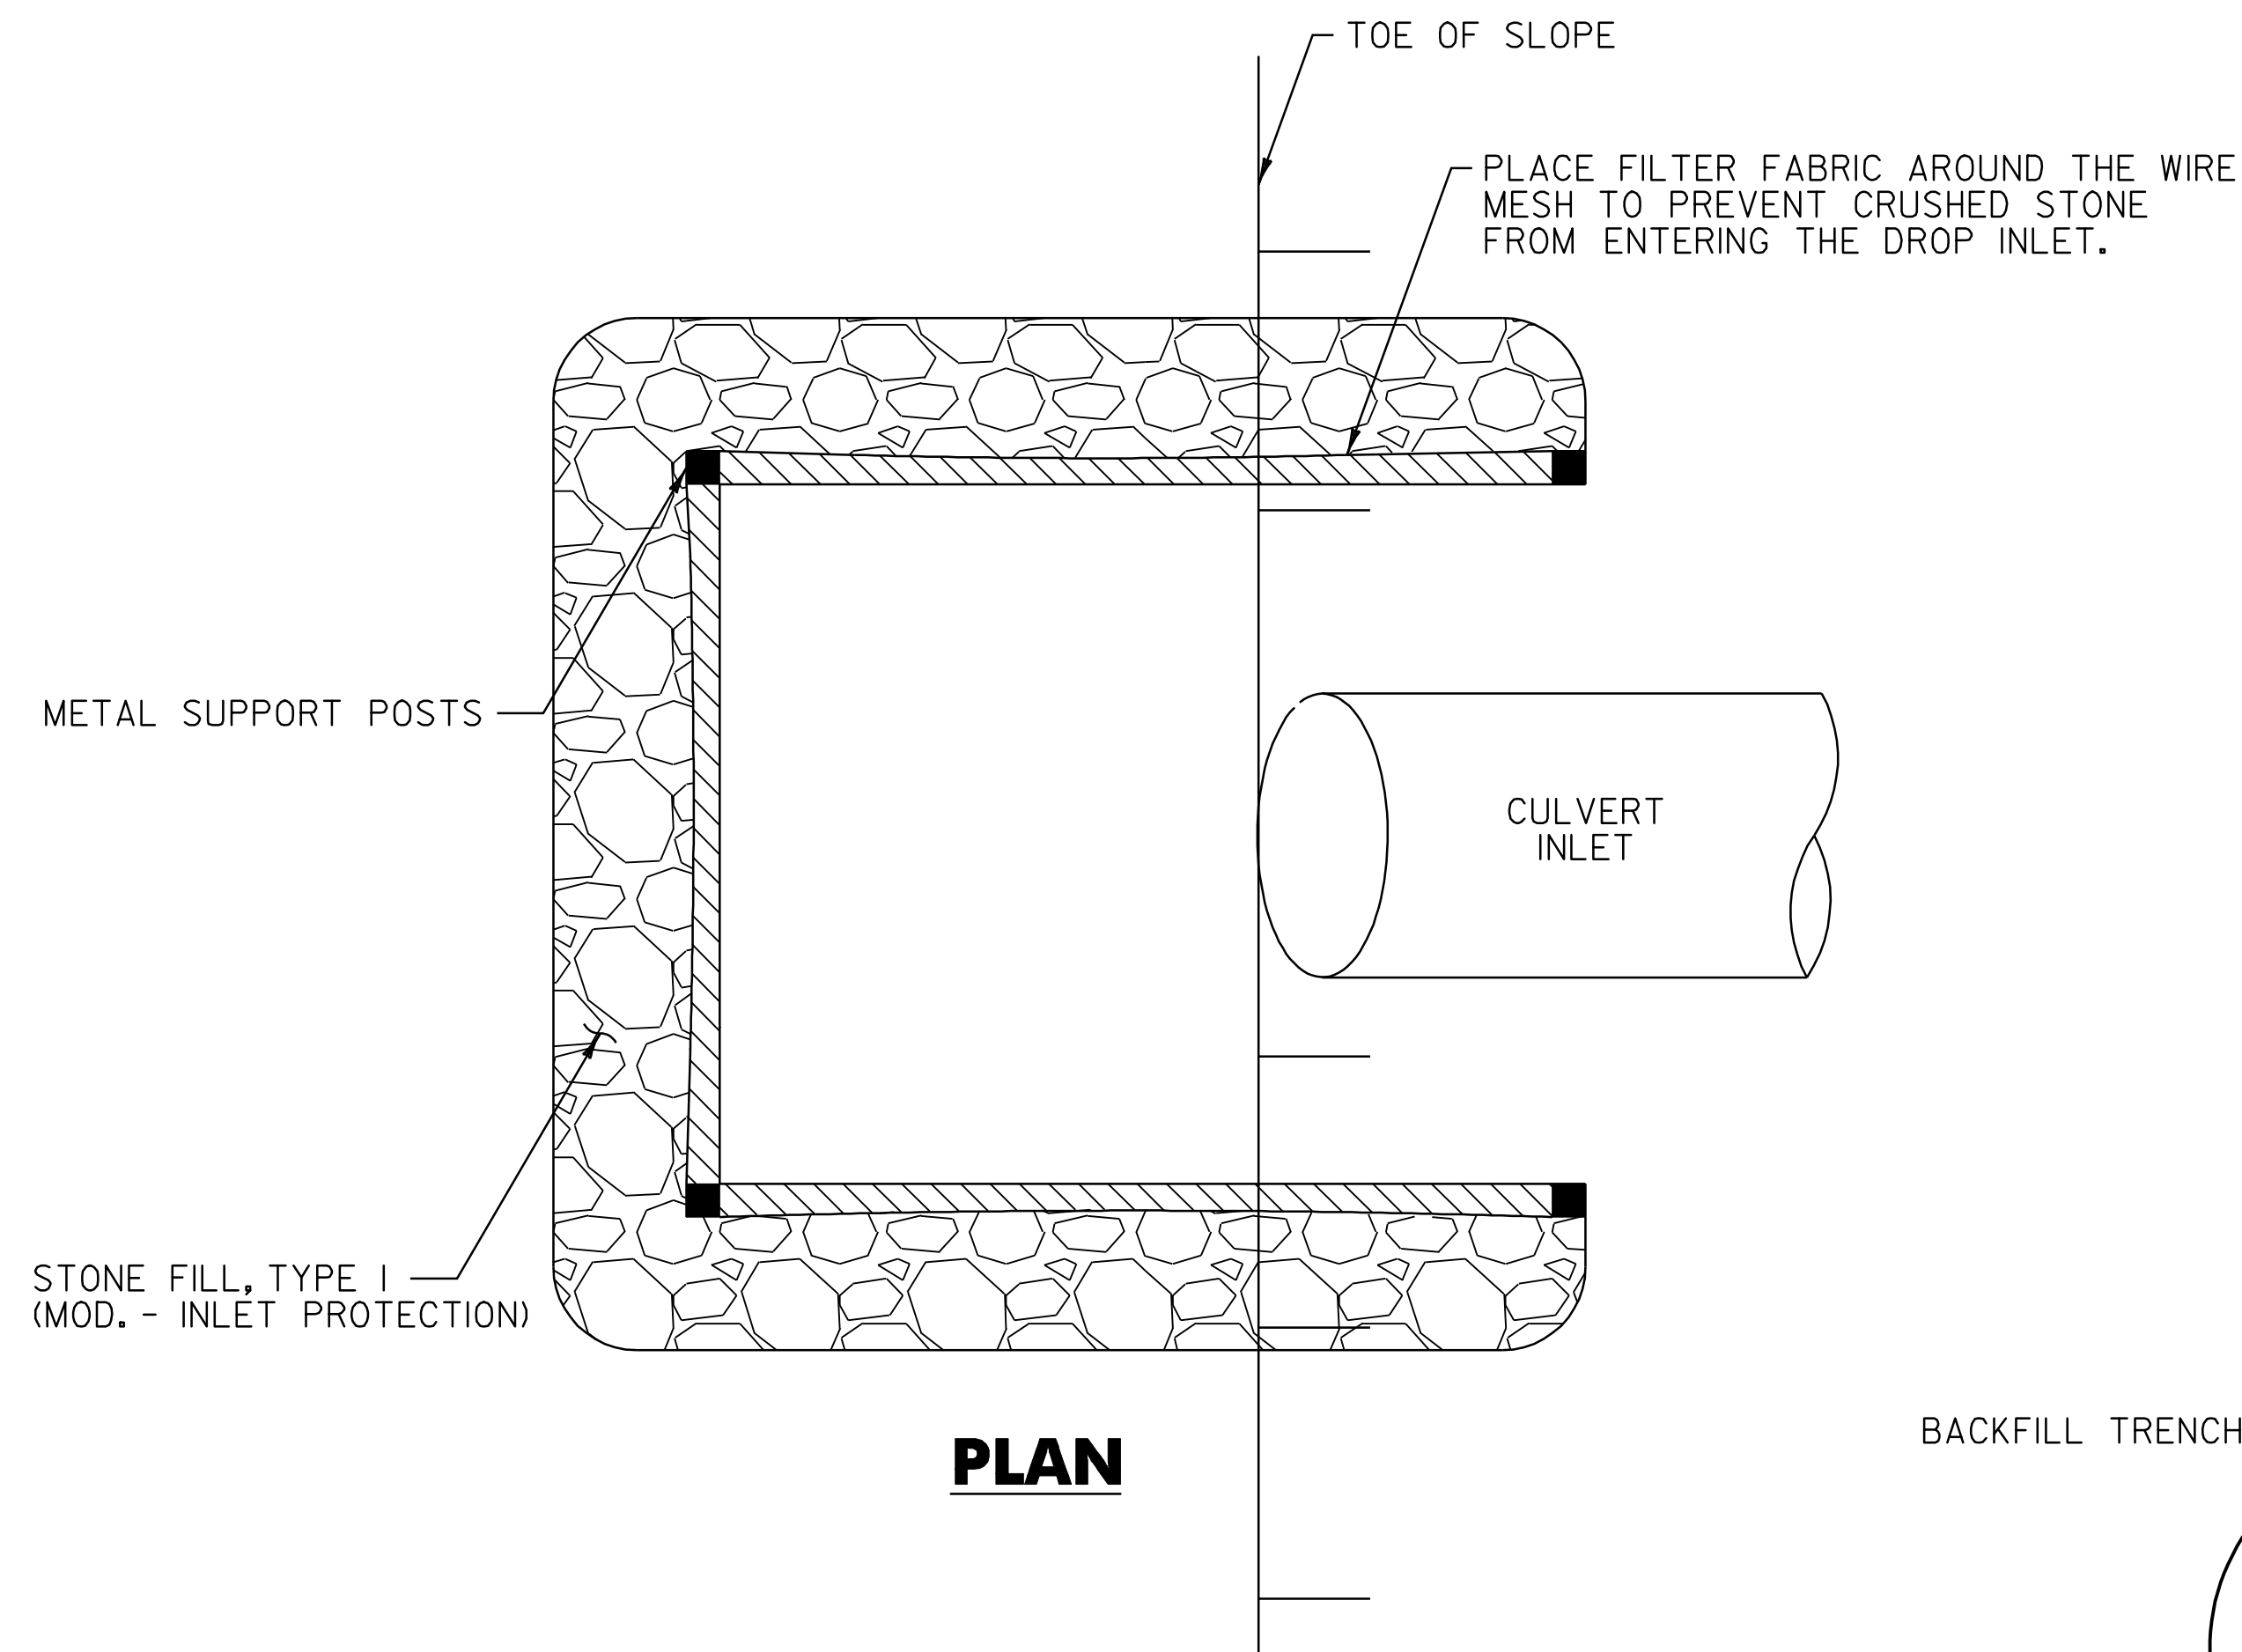 TOE OF SLOPE
PLACE FILTER FABRIC AROUND THE WIRE
MESH TO PREVENT CRUSHED STONE
FROM ENTERING THE DROP INLET.
METAL SUPPORT POSTS
CULVERT
INLET
STONE FILL, TYPE I
(MOD. - INLET PROTECTION)
PLAN
BACKFILL TRENCH